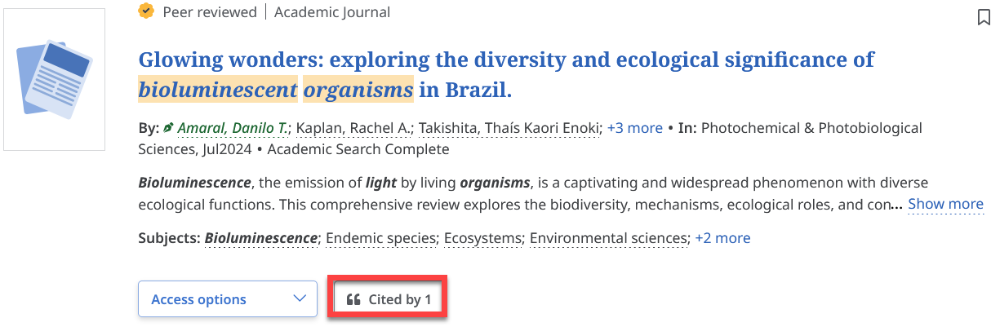 Peer reviewed | Academic Journal
Glowing wonders: exploring the diversity and ecological significance of
bioluminescent organisms in Brazil.
By: Amaral, Danilo T.; Kaplan, Rachel A.; Takishita, Thaís Kaori Enoki; +3 more • In: Photochemical & Photobiological
Sciences, Jul2024 • Academic Search Complete
Bioluminescence, the emission of light by living organisms, is a captivating and widespread phenomenon with diverse
ecological functions. This comprehensive review explores the biodiversity, mechanisms, ecological roles, and con... Show more
Subjects: Bioluminescence; Endemic species; Ecosystems; Environmental sciences; +2 more
Access options
Cited by 1